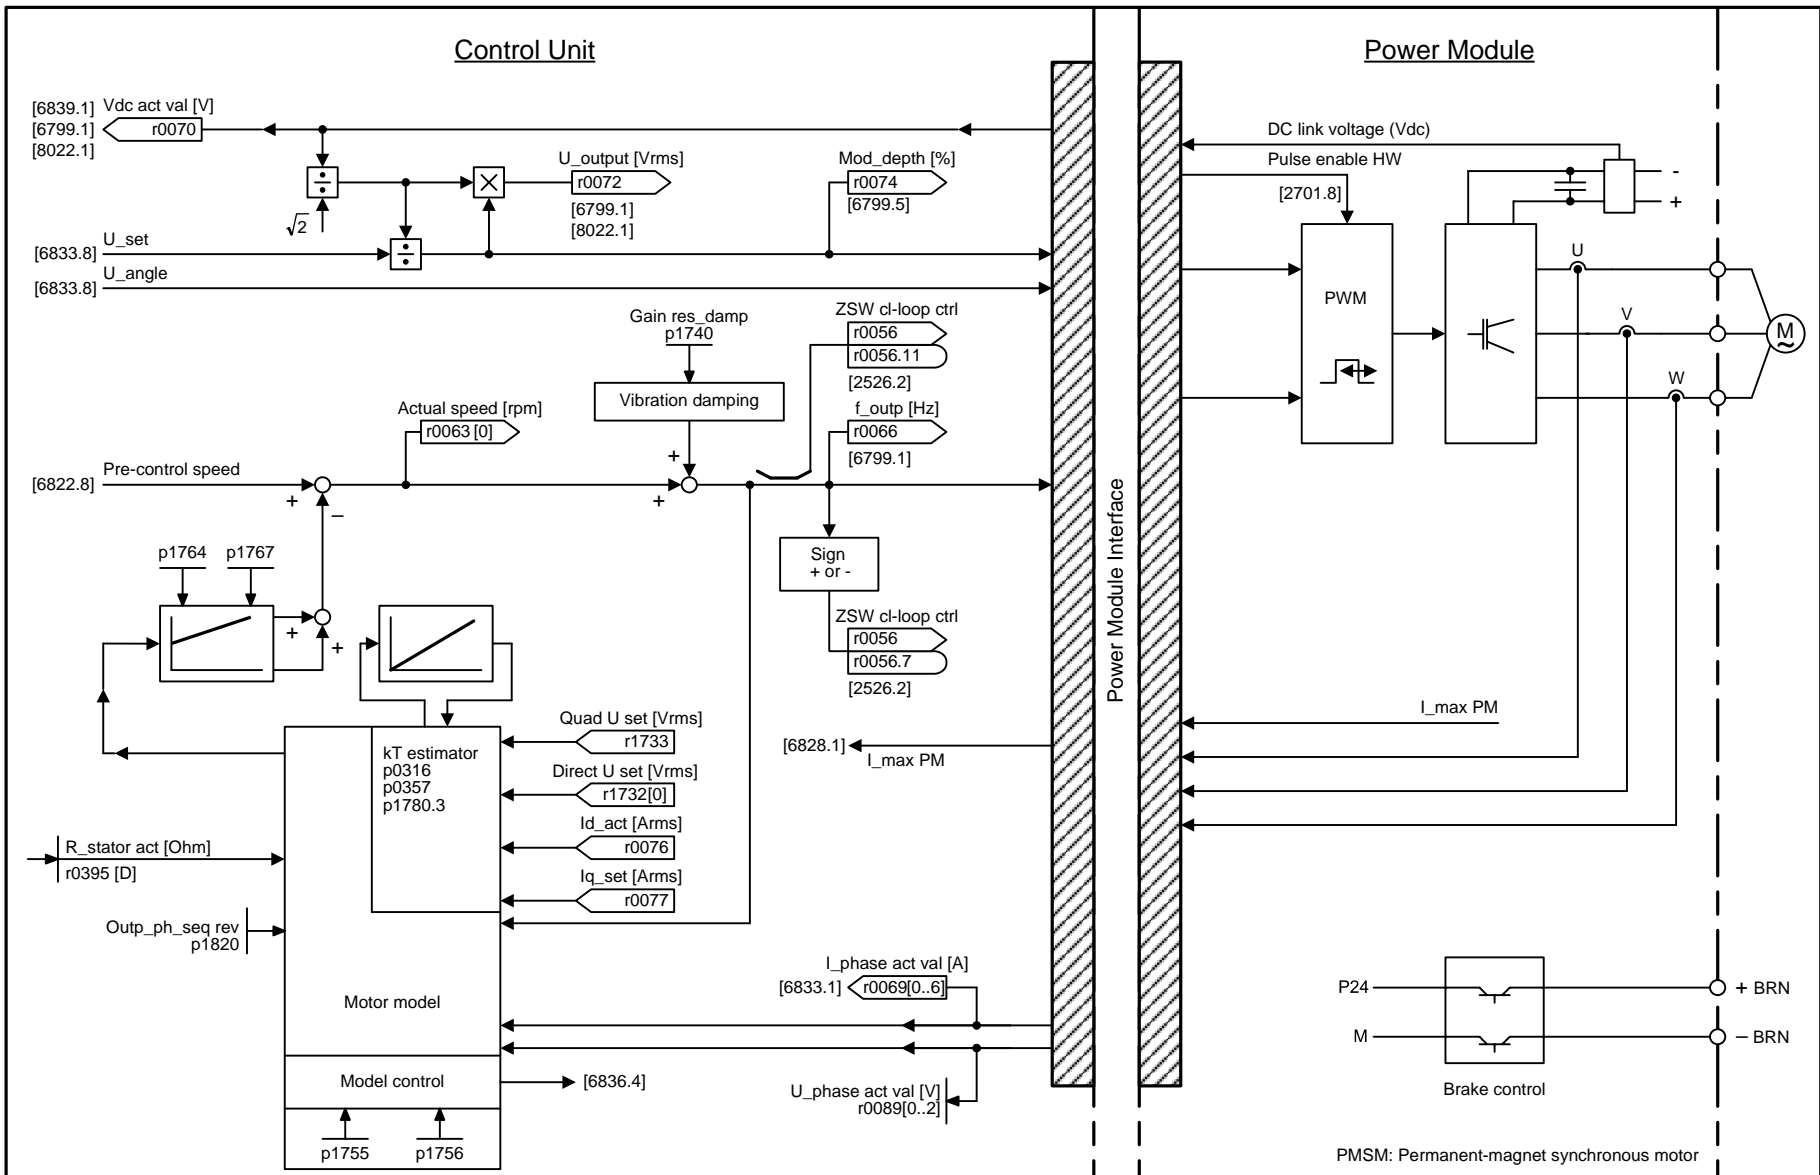 Control Unit
Power Module
[6839.1]
[6799.1]
[8022.1]
Vdc act val [V]
r0070
U_output [Vrms]
r0072
[6799.1]
[8022.1]
Mod_depth [%]
r0074
[6799.5]
√2
÷
×
÷
[6833.8]
U_set
[6833.8]
U_angle
Gain res_damp
p1740
Vibration damping
ZSW cl-loop ctrl
r0056
r0056.11
[2526.2]
Actual speed [rpm]
r0063 [0]
f_outp [Hz]
r0066
[6799.1]
[6822.8]
Pre-control speed
+
–
+
+
p1764
p1767
+
+
Sign
+ or -
ZSW cl-loop ctrl
r0056
r0056.7
[2526.2]
kT estimator
p0316
p0357
p1780.3
Quad U set [Vrms]
r1733
Direct U set [Vrms]
r1732[0]
Id_act [Arms]
r0076
Iq_set [Arms]
r0077
[6828.1]
I_max PM
R_stator act [Ohm]
r0395 [D]
Outp_ph_seq rev
p1820
Motor model
I_phase act val [A]
[6833.1]
r0069[0..6]
Model control
[6836.4]
U_phase act val [V]
r0089[0..2]
p1755
p1756
Power Module Interface
DC link voltage (Vdc)
Pulse enable HW
[2701.8]
-
+
PWM
U
V
W
M
~
I_max PM
P24
M
+ BRN
– BRN
Brake control
PMSM: Permanent-magnet synchronous motor